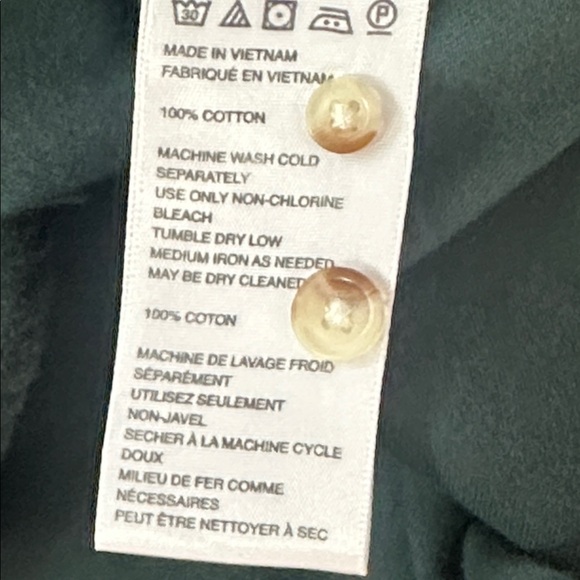 30 P
MADE IN VIETNAM
FABRIQUÉ EN VIETNAM
100% COTTON
MACHINE WASH COLD
SEPARATELY
USE ONLY NON-CHLORINE
BLEACH
TUMBLE DRY LOW
MEDIUM IRON AS NEEDED
MAY BE DRY CLEANED
100% COTON
MACHINE DE LAVAGE FROID
SÉPARÉMENT
UTILISEZ SEULEMENT
NON-JAVEL
SECHER À LA MACHINE CYCLE
DOUX
MILIEU DE FER COMME
NÉCESSAIRES
PEUT ÊTRE NETTOYER À SEC